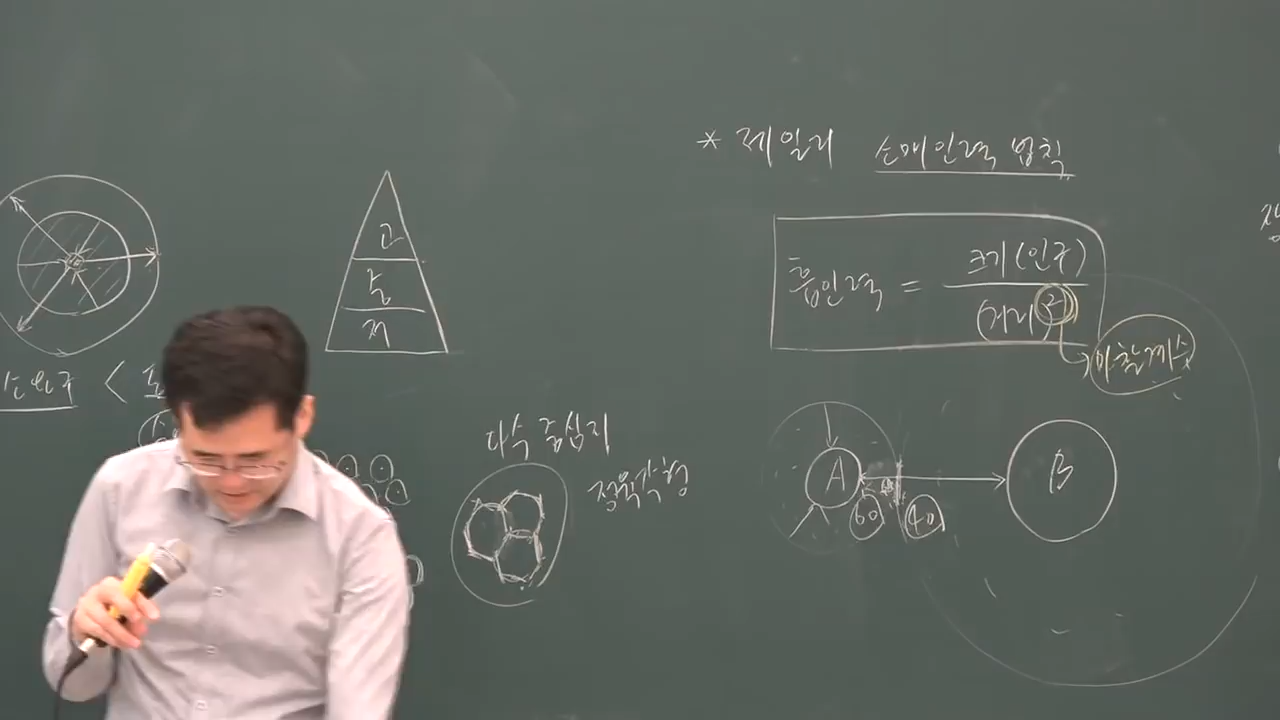 * 레일리 소매인력 법칙
흡인력 = 크기(인구)
(거리)²
마찰계수
고
중
저
<
다수 중심지
정육각형
A
B
60
40